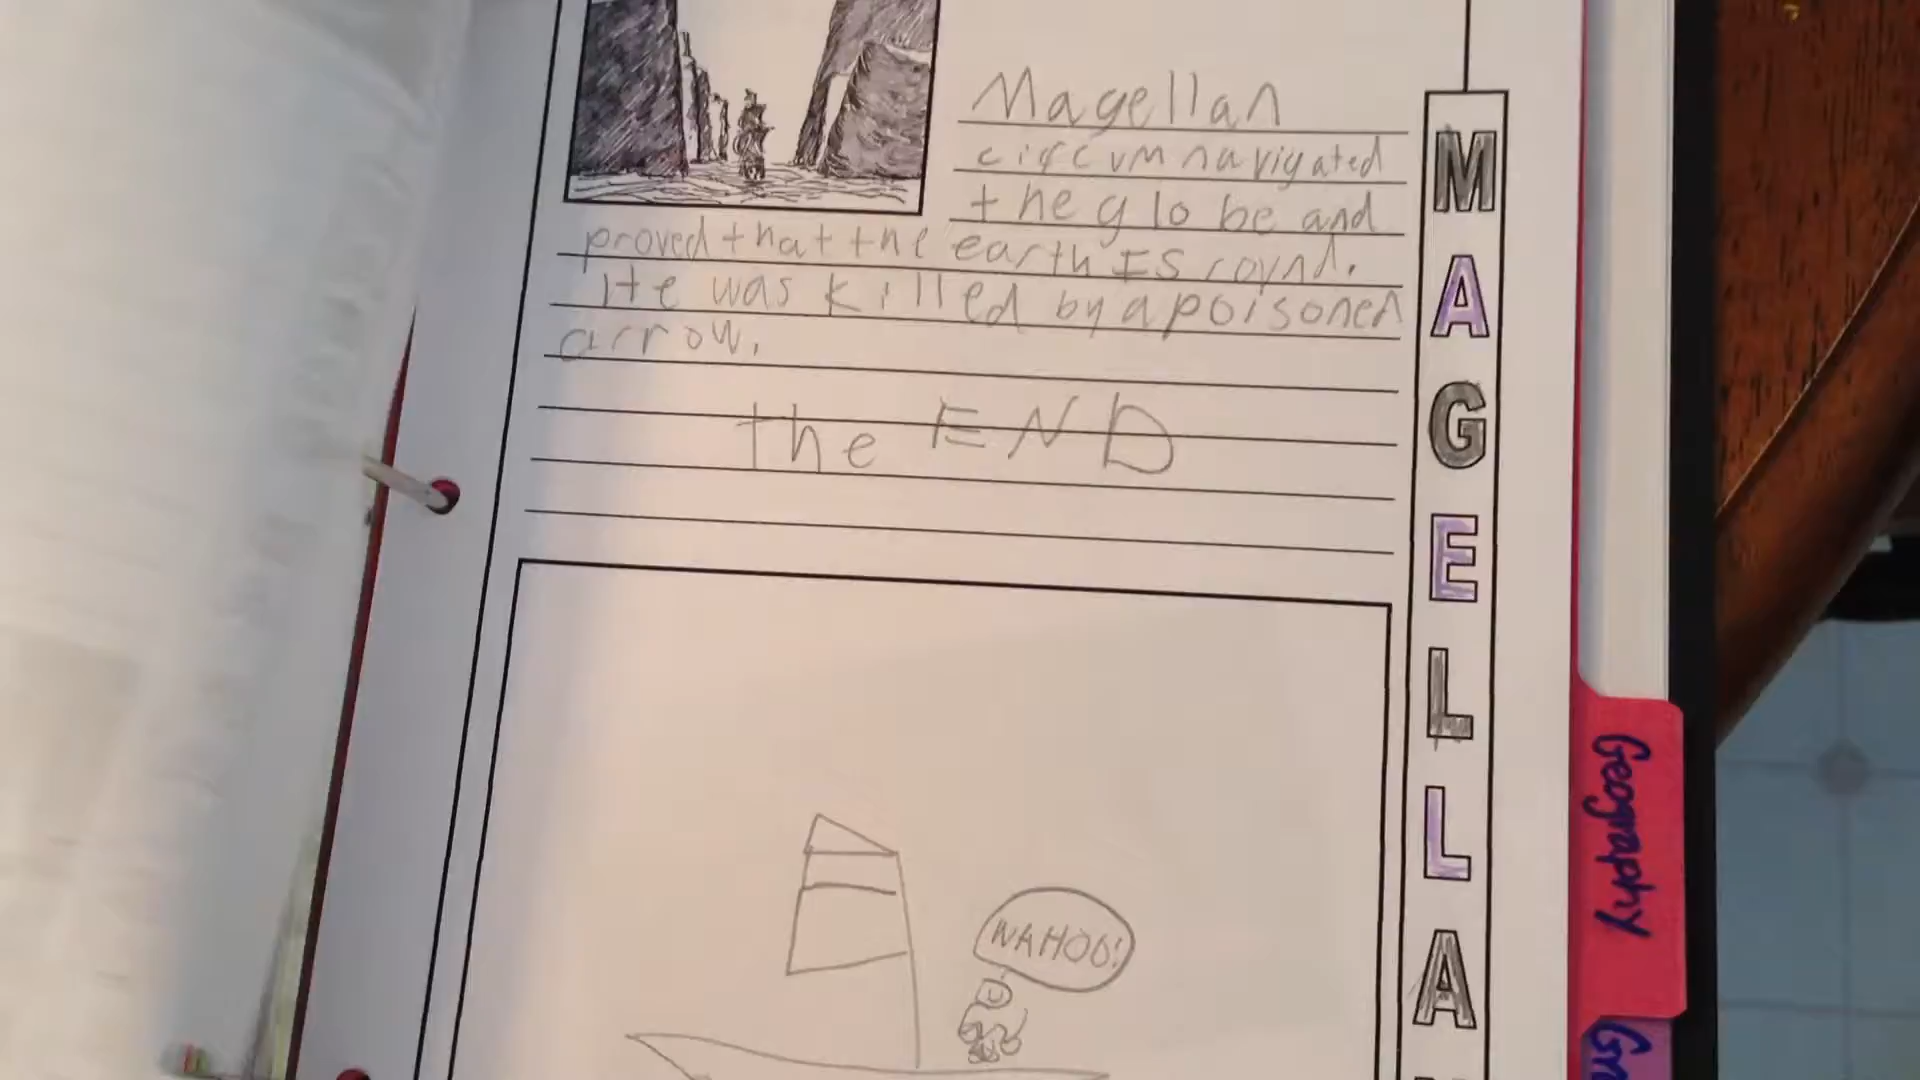 Magellan
circumnavigated
the globe and
proved that the earth IS round.
He was killed by a poisoned
arrow.
the END
WAHOO!
MAGELLA
Geography